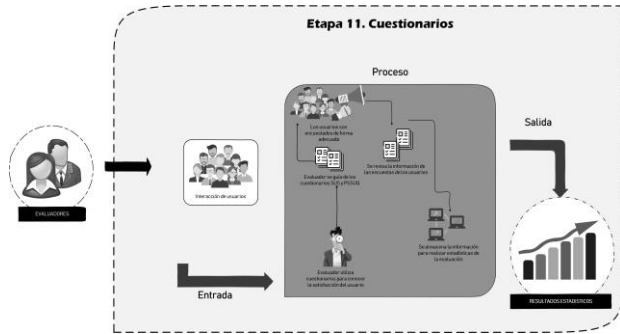 Etapa 11. Cuestionarios
Proceso
Los usuarios son
encuestados de forma
adecuada
Salida
Se revisa la información de
las encuestas de los usuarios
Evaluador se guía de los
cuestionarios SUS y PSSUQ
Interacción de usuarios
EVALUADORES
Se almacena la información
para realizar estadísticas de
la evaluación
Evaluador utiliza
cuestionarios para conocer
la satisfacción del usuario
Entrada
RESULTADOS ESTADÍSTICOS